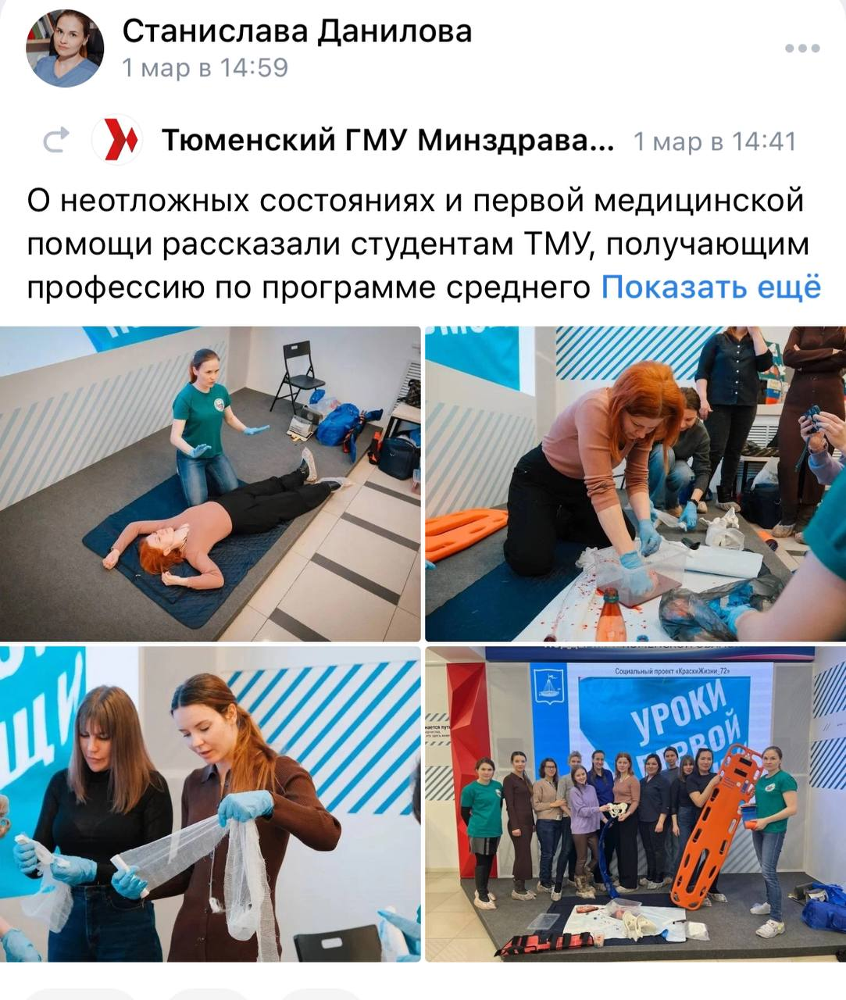 Станислава Данилова
1 мар в 14:59
Тюменский ГМУ Минздрава... 1 мар в 14:41
О неотложных состояниях и первой медицинской
помощи рассказали студентам ТМУ, получающим
профессию по программе среднего Показать ещё
Социальный проект «КраскиЖизни_72»
УРОКИ
ПЕРВОЙ